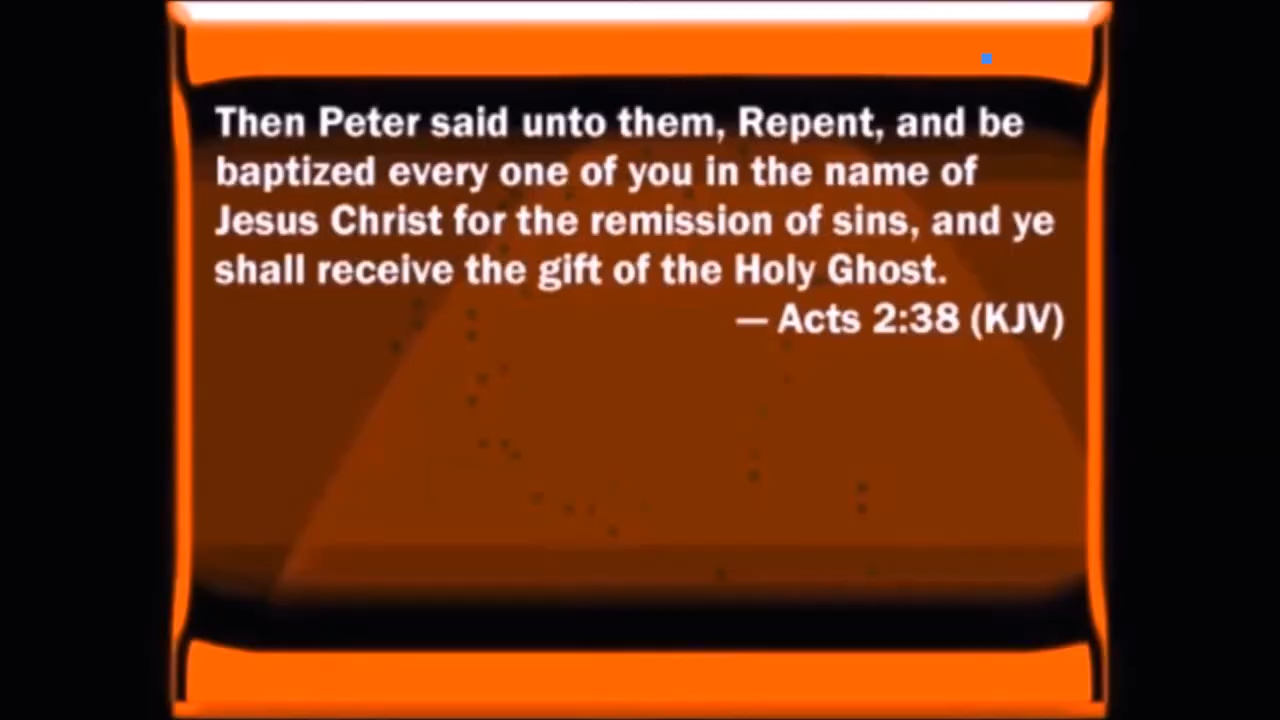 Then Peter said unto them, Repent, and be
baptized every one of you in the name of
Jesus Christ for the remission of sins, and ye
shall receive the gift of the Holy Ghost.
— Acts 2:38 (KJV)